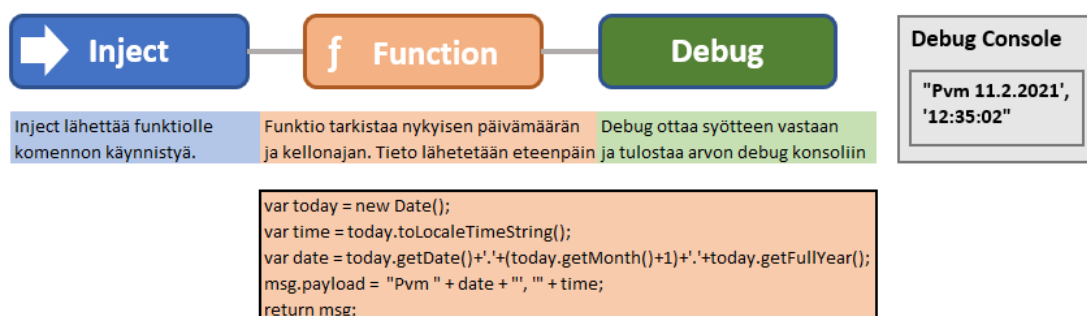 Inject
ƒ Function
Debug
Debug Console
"Pvm 11.2.2021',
'12:35:02"
Inject lähettää funktiolle
komennon käynnistyä.
Funktio tarkistaa nykyisen päivämäärän
ja kellonajan. Tieto lähetetään eteenpäin
Debug ottaa syötteen vastaan
ja tulostaa arvon debug konsoliin
var today = new Date();
var time = today.toLocaleTimeString();
var date = today.getDate()+'.'+(today.getMonth()+1)+'.'+today.getFullYear();
msg.payload = "Pvm " + date + "', '" + time;
return msg;